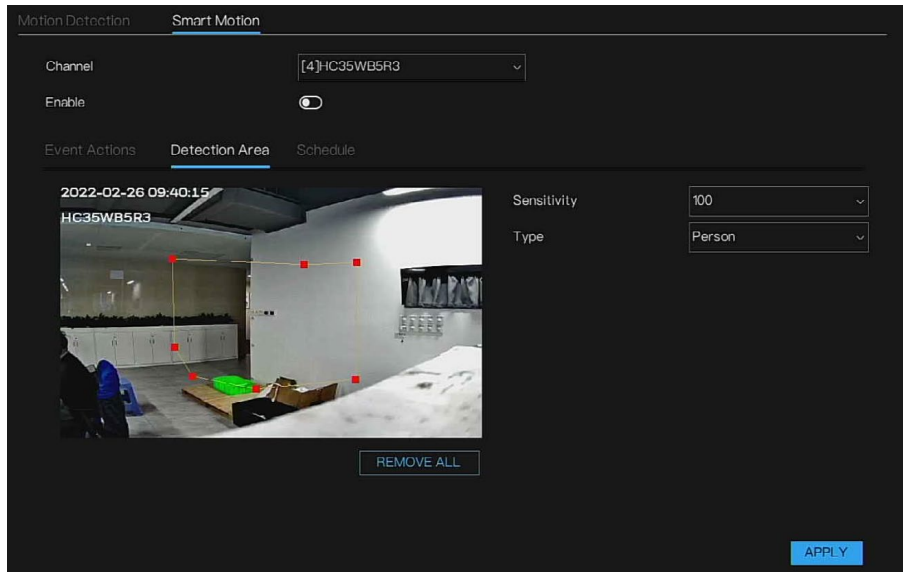 Motion Detection Smart Motion
Channel [4]HC35WB5R3
Enable
Event Actions Detection Area Schedule
2022-02-26 09:40:15
HC35WB5R3
Sensitivity 100
Type Person
REMOVE ALL
APPLY